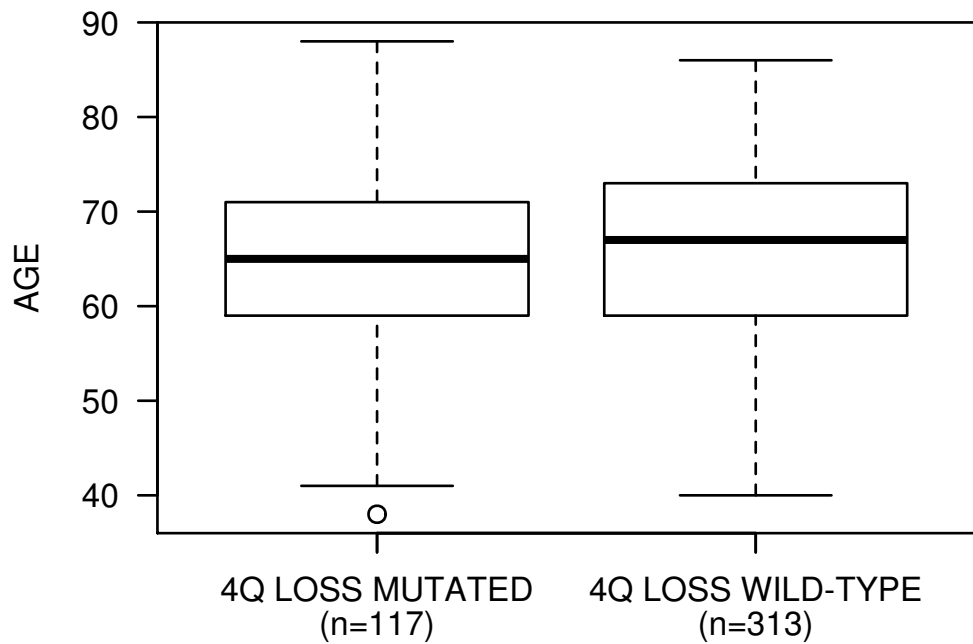 90
80
70
60
50
40
AGE
4Q LOSS MUTATED
(n=117)
4Q LOSS WILD-TYPE
(n=313)